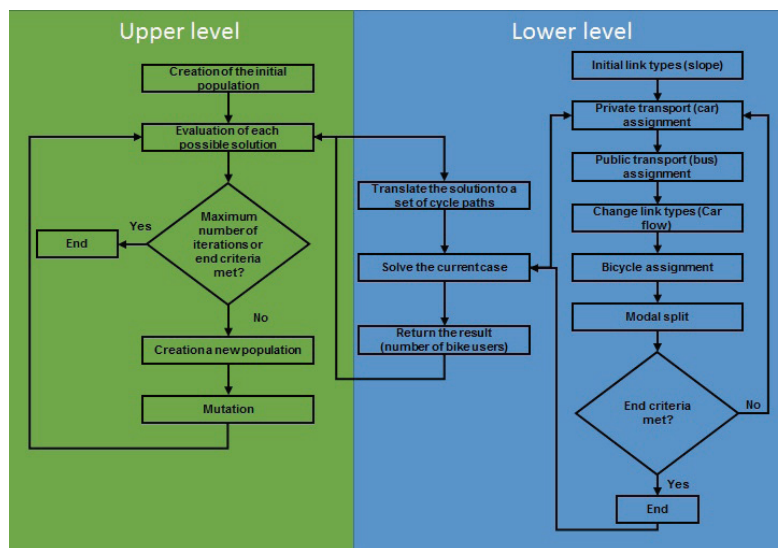 Upper level
Creation of the initial
population
Evaluation of each
possible solution
Maximum
number of
iterations or
end criteria
met?
Yes
End
No
Creation a new population
Mutation
Lower level
Translate the solution to a
set of cycle paths
Solve the current case
Return the result
(number of bike users)
Initial link types (slope)
Private transport (car)
assignment
Public transport (bus)
assignment
Change link types (Car
flow)
Bicycle assignment
Modal split
End criteria
met?
No
Yes
End